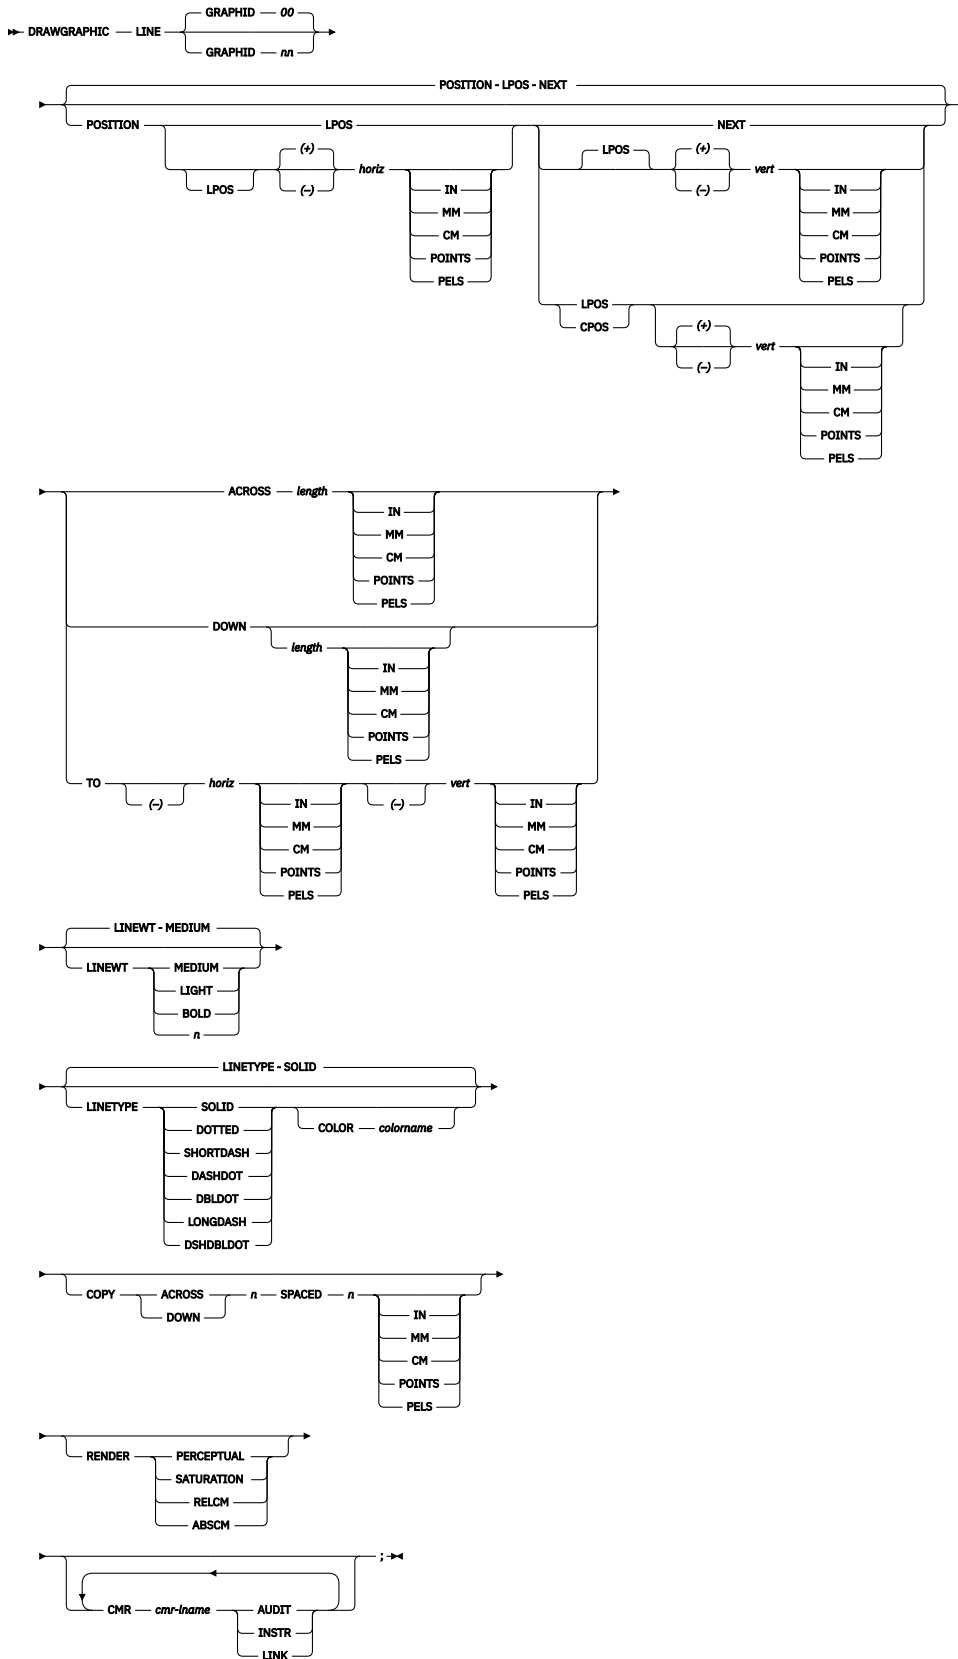 GRAPHID 00
DRAWGRAPHIC LINE
GRAPHID nn
POSITION - LPOS - NEXT
POSITION LPOS NEXT
(+) LPOS (+)
horiz vert
LPOS (–) IN (–) IN
MM MM
CM CM
POINTS POINTS
PELS PELS
LPOS
CPOS (+)
vert
(–) IN
MM
CM
POINTS
PELS
ACROSS length
IN
MM
CM
POINTS
PELS
DOWN
length
IN
MM
CM
POINTS
PELS
TO horiz vert
(–) IN (–) IN
MM MM
CM CM
POINTS POINTS
PELS PELS
LINEWT - MEDIUM
LINEWT MEDIUM
LIGHT
BOLD
n
LINETYPE - SOLID
LINETYPE SOLID
DOTTED COLOR colorname
SHORTDASH
DASHDOT
DBLDOT
LONGDASH
DSHDBLDOT
COPY ACROSS n SPACED n
DOWN IN
MM
CM
POINTS
PELS
RENDER PERCEPTUAL
SATURATION
RELCM
ABSCM
;
CMR cmr-lname AUDIT
INSTR
LINK